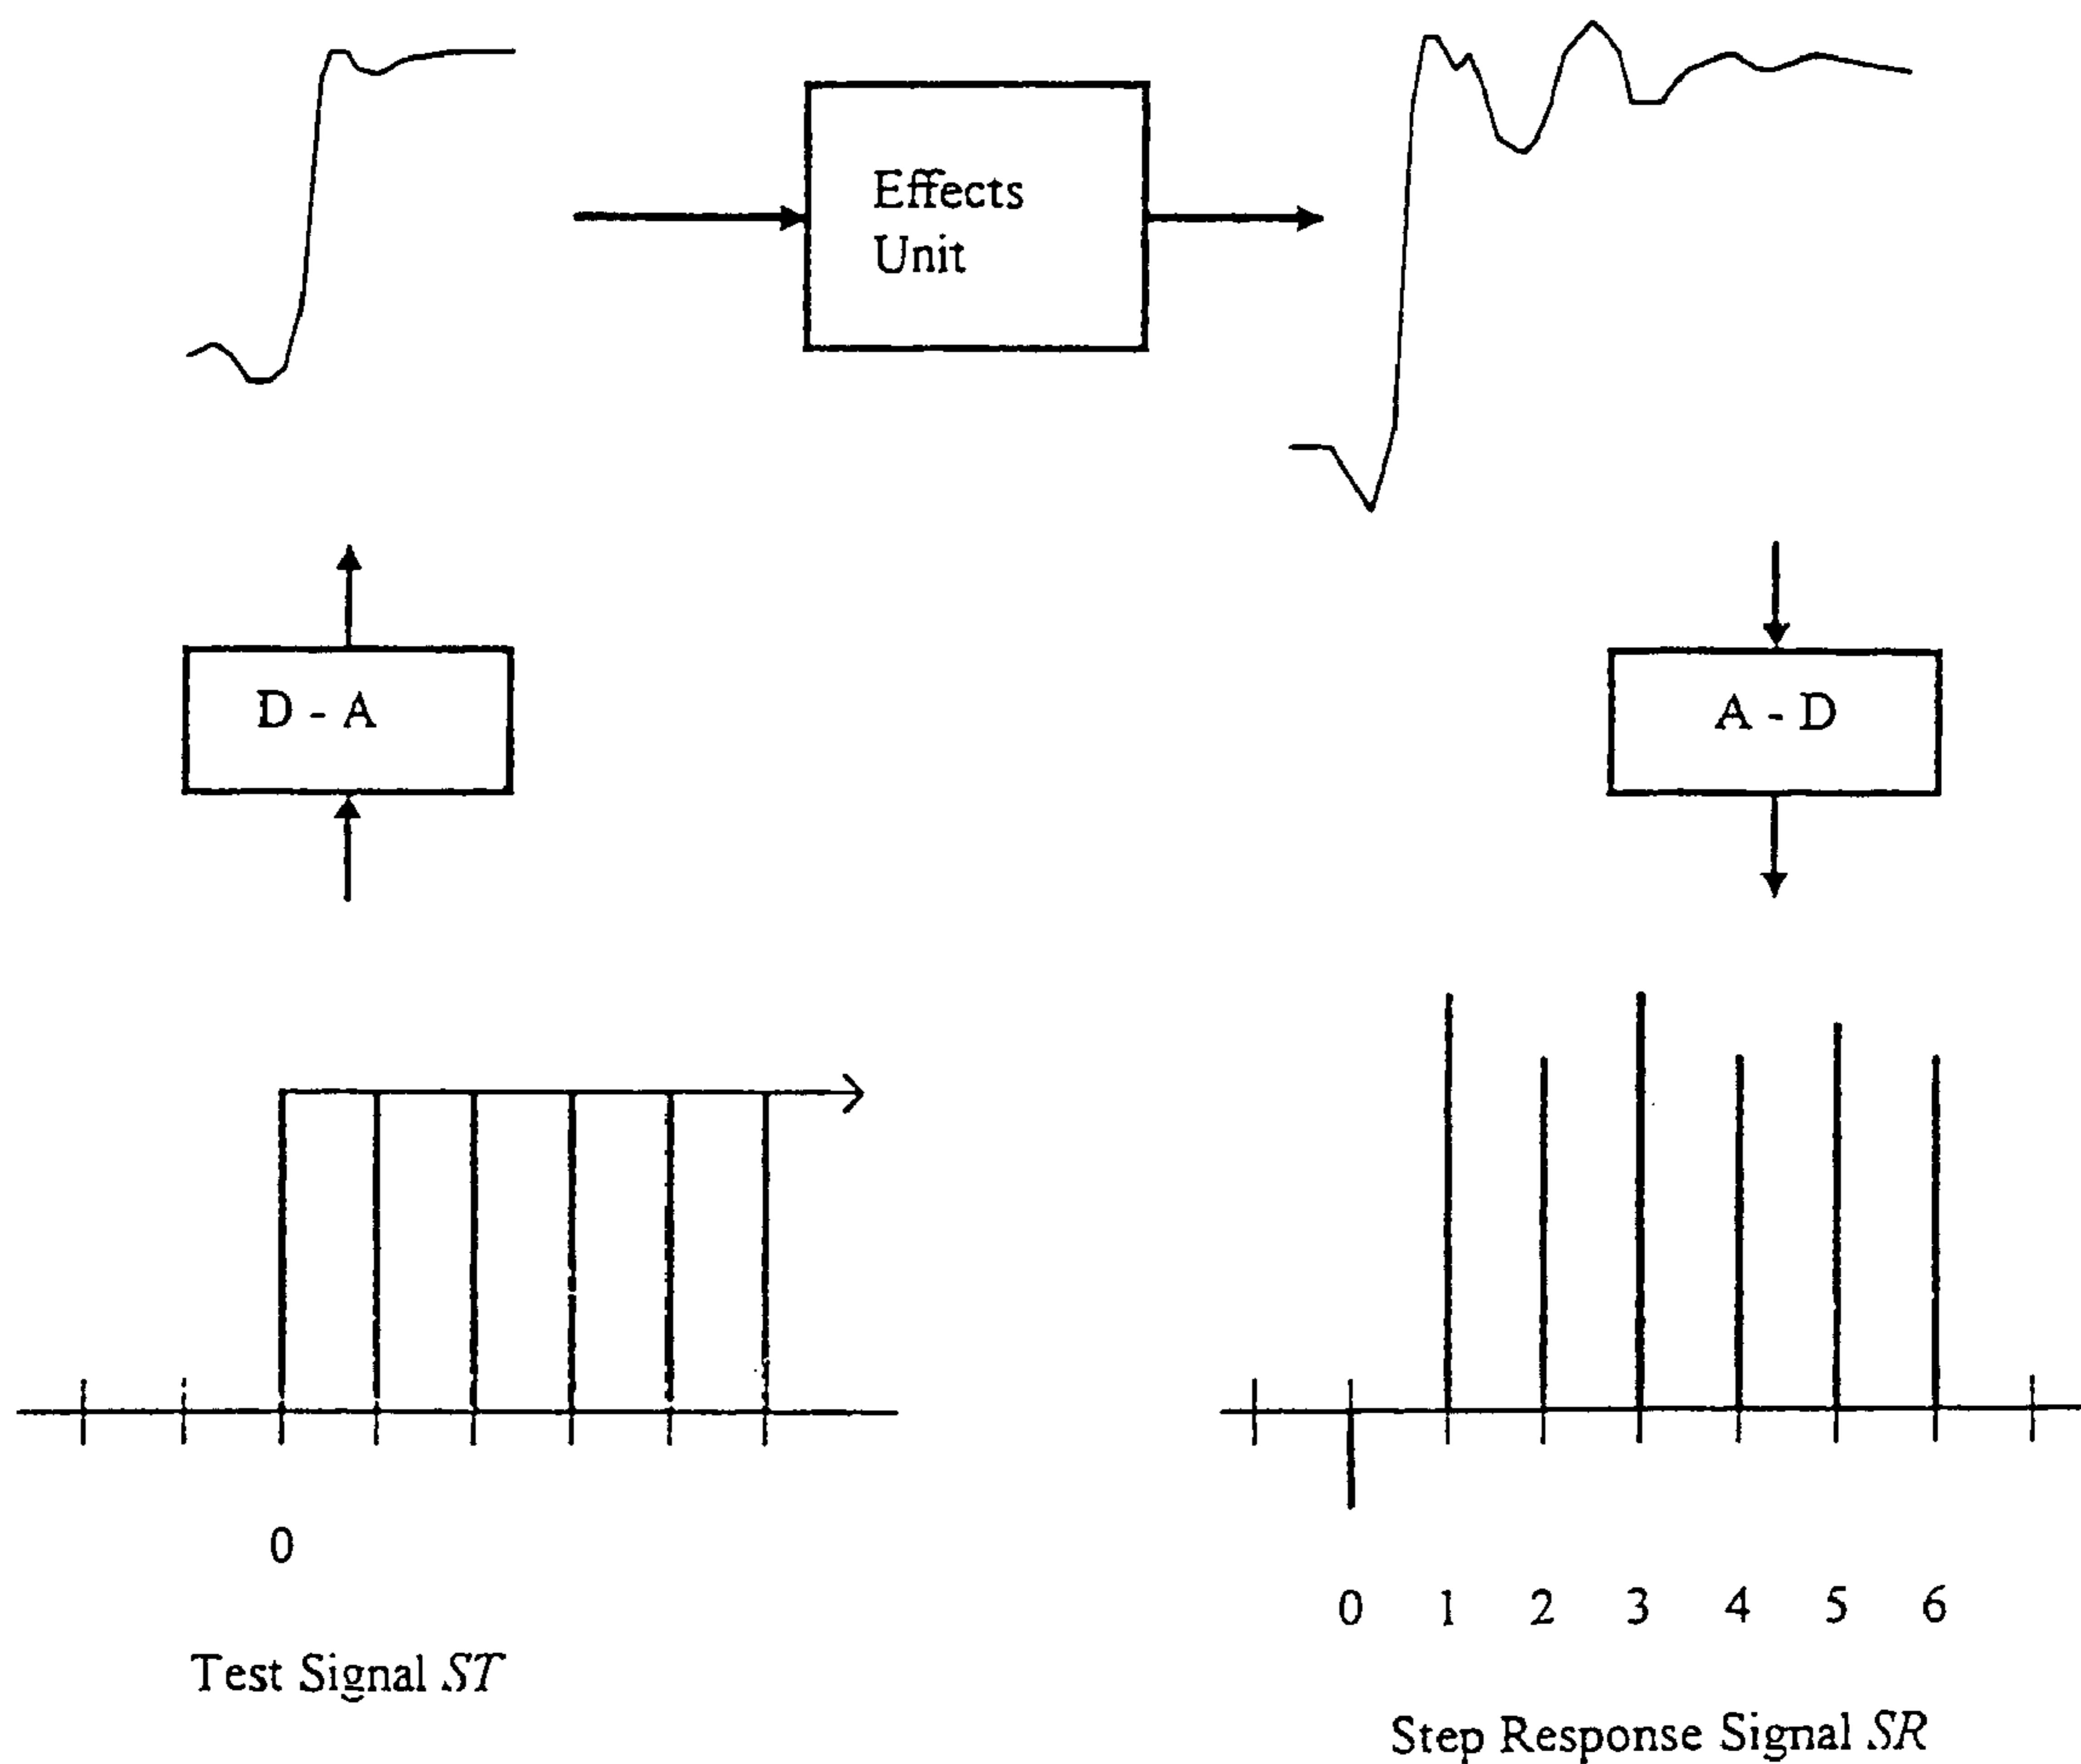 Effects
Unit
D - A
A - D
0
0 1 2 3 4 5 6
Test Signal ST
Step Response Signal SR